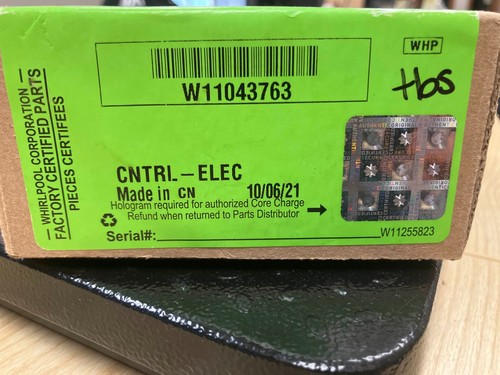 WHP
W11043763
Hbs
WHIRLPOOL CORPORATION
FACTORY CERTIFIED PARTS
PIECES CERTIFEES
CNTRL-ELEC
Made in CN 10/06/21
Hologram required for authorized Core Charge
Refund when returned to Parts Distributor
Serial#:
W11255823